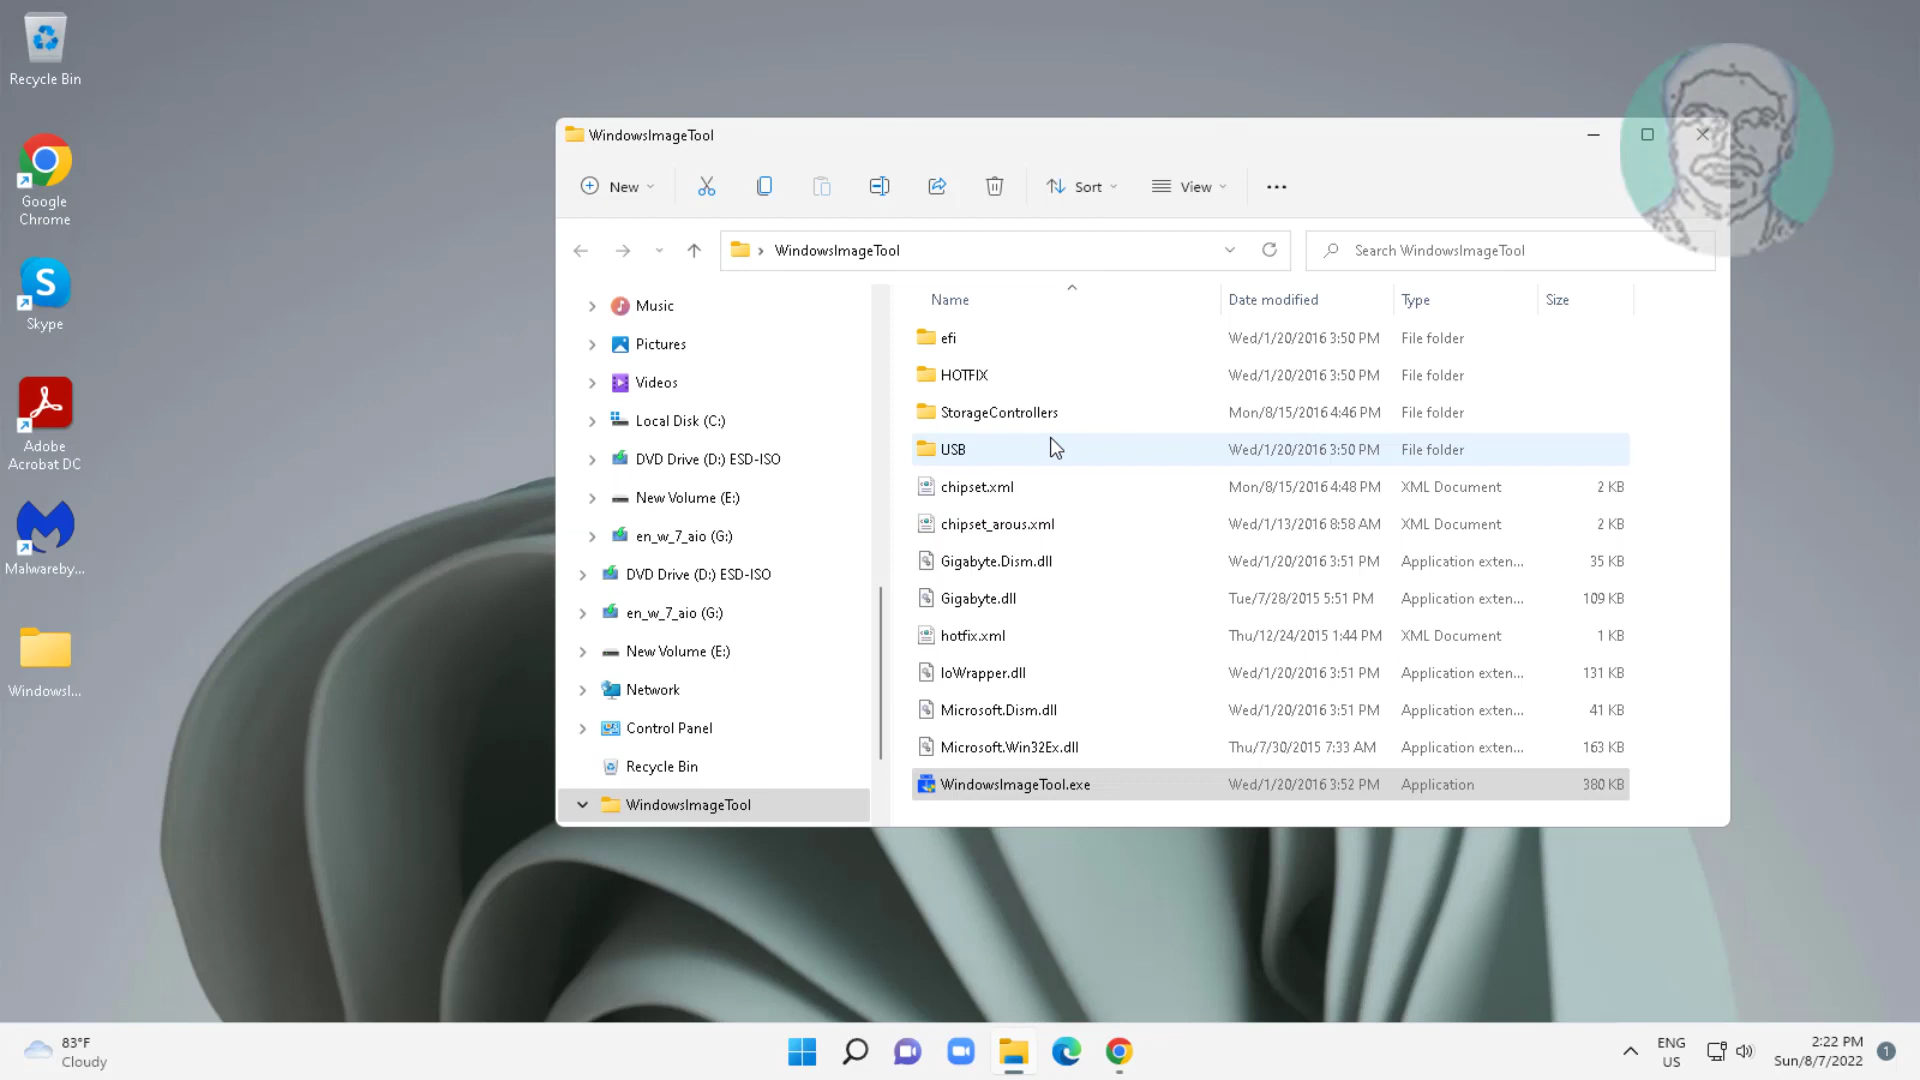 Recycle Bin
Google
Chrome
Skype
Adobe
Acrobat DC
Malwareby...
WindowsI...
WindowsImageTool
New
Sort
View
WindowsImageTool
Search WindowsImageTool
Music
Pictures
Videos
Local Disk (C:)
DVD Drive (D:) ESD-ISO
New Volume (E:)
en_w_7_aio (G:)
DVD Drive (D:) ESD-ISO
en_w_7_aio (G:)
New Volume (E:)
Network
Control Panel
Recycle Bin
WindowsImageTool
Name Date modified Type Size
efi Wed/1/20/2016 3:50 PM File folder
HOTFIX Wed/1/20/2016 3:50 PM File folder
StorageControllers Mon/8/15/2016 4:46 PM File folder
USB Wed/1/20/2016 3:50 PM File folder
chipset.xml Mon/8/15/2016 4:48 PM XML Document 2 KB
chipset_arous.xml Wed/1/13/2016 8:58 AM XML Document 2 KB
Gigabyte.Dism.dll Wed/1/20/2016 3:51 PM Application exten... 35 KB
Gigabyte.dll Tue/7/28/2015 5:51 PM Application exten... 109 KB
hotfix.xml Thu/12/24/2015 1:44 PM XML Document 1 KB
IoWrapper.dll Wed/1/20/2016 3:51 PM Application exten... 131 KB
Microsoft.Dism.dll Wed/1/20/2016 3:51 PM Application exten... 41 KB
Microsoft.Win32Ex.dll Thu/7/30/2015 7:33 AM Application exten... 163 KB
WindowsImageTool.exe Wed/1/20/2016 3:52 PM Application 380 KB
83°F
Cloudy
ENG
US
2:22 PM
Sun/8/7/2022
1